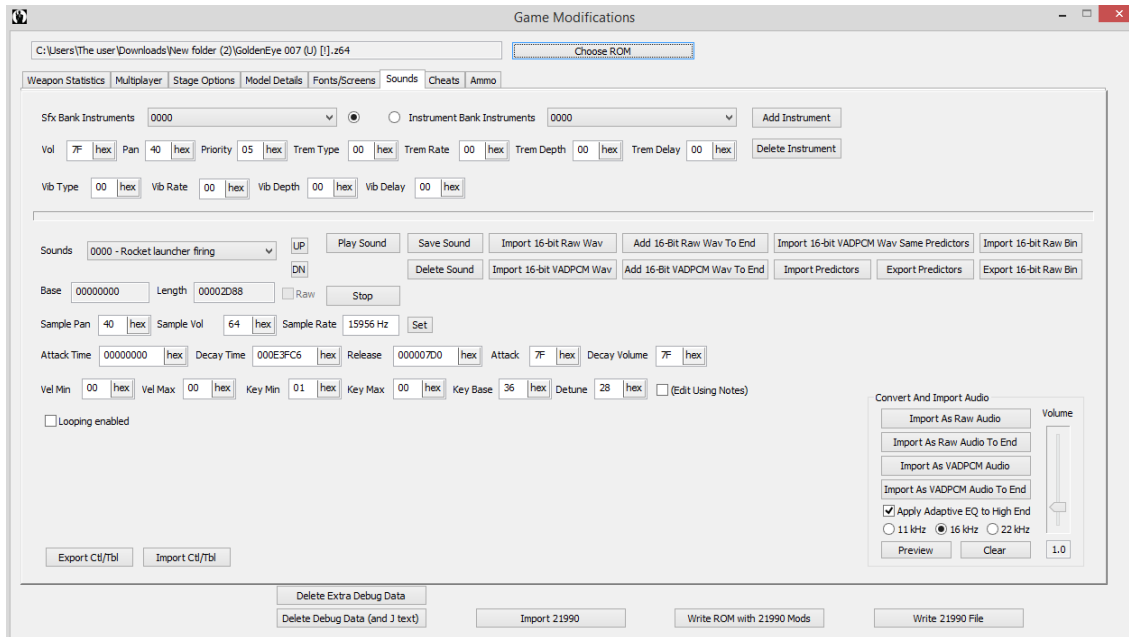 Game Modifications
C:\Users\The user\Downloads\New folder (2)\GoldenEye 007 (U) [!].z64 Choose ROM
Weapon Statistics Multiplayer Stage Options Model Details Fonts/Screens Sounds Cheats Ammo
Sfx Bank Instruments 0000 Instrument Bank Instruments 0000 Add Instrument
Vol 7F hex Pan 40 hex Priority 05 hex Trem Type 00 hex Trem Rate 00 hex Trem Depth 00 hex Trem Delay 00 hex Delete Instrument
Vib Type 00 hex Vib Rate 00 hex Vib Depth 00 hex Vib Delay 00 hex
Sounds 0000 - Rocket launcher firing UP Play Sound Save Sound Import 16-bit Raw Wav Add 16-Bit Raw Wav To End Import 16-bit VADPCM Wav Same Predictors Import 16-bit Raw Bin
DN Delete Sound Import 16-bit VADPCM Wav Add 16-Bit VADPCM Wav To End Import Predictors Export Predictors Export 16-bit Raw Bin
Base 00000000 Length 00002D88 Raw Stop
Sample Pan 40 hex Sample Vol 64 hex Sample Rate 15956 Hz Set
Attack Time 00000000 hex Decay Time 000E3FC6 hex Release 000007D0 hex Attack 7F hex Decay Volume 7F hex
Vel Min 00 hex Vel Max 00 hex Key Min 01 hex Key Max 00 hex Key Base 36 hex Detune 28 hex (Edit Using Notes)
Looping enabled
Convert And Import Audio
Import As Raw Audio Volume
Import As Raw Audio To End
Import As VADPCM Audio
Import As VADPCM Audio To End
Apply Adaptive EQ to High End
11 kHz 16 kHz 22 kHz
Preview Clear 1.0
Export Ctl/Tbl Import Ctl/Tbl
Delete Extra Debug Data
Delete Debug Data (and J text) Import 21990 Write ROM with 21990 Mods Write 21990 File